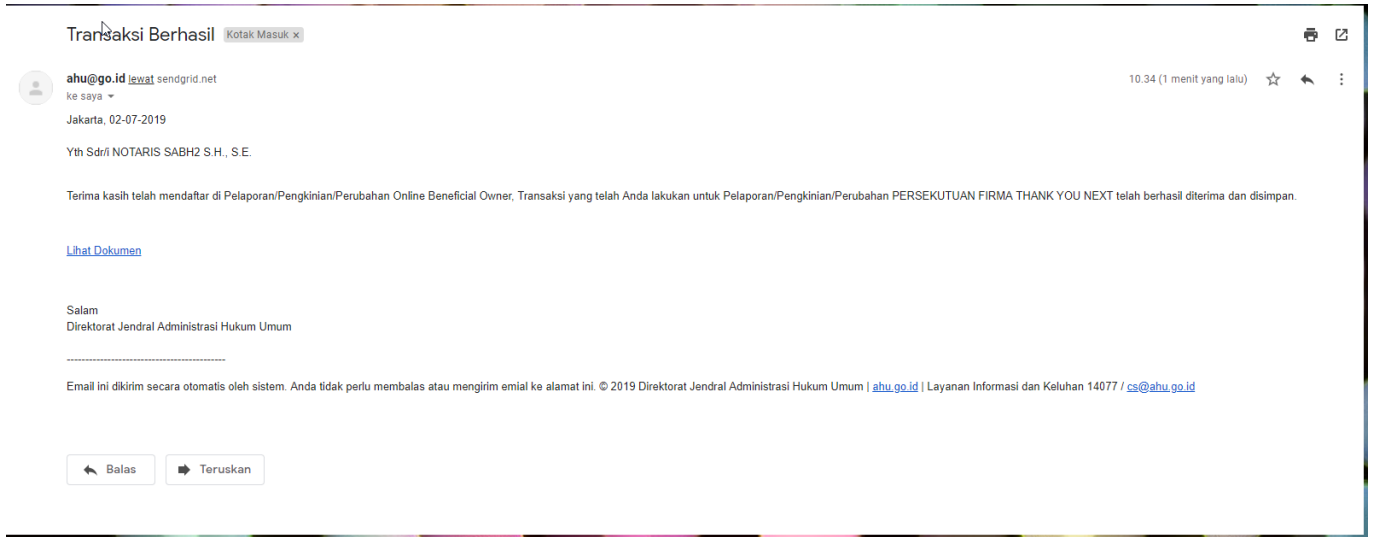 Transaksi Berhasil Kotak Masuk x
ahu@go.id lewat sendgrid.net 10.34 (1 menit yang lalu)
ke saya
Jakarta, 02-07-2019
Yth Sdr/i NOTARIS SABH2 S.H., S.E.
Terima kasih telah mendaftar di Pelaporan/Pengkinian/Perubahan Online Beneficial Owner, Transaksi yang telah Anda lakukan untuk Pelaporan/Pengkinian/Perubahan PERSEKUTUAN FIRMA THANK YOU NEXT telah berhasil diterima dan disimpan.
Lihat Dokumen
Salam
Direktorat Jendral Administrasi Hukum Umum
-------------------------------------------
Email ini dikirim secara otomatis oleh sistem. Anda tidak perlu membalas atau mengirim emial ke alamat ini. © 2019 Direktorat Jendral Administrasi Hukum Umum | ahu.go.id | Layanan Informasi dan Keluhan 14077 / cs@ahu.go.id
Balas Teruskan